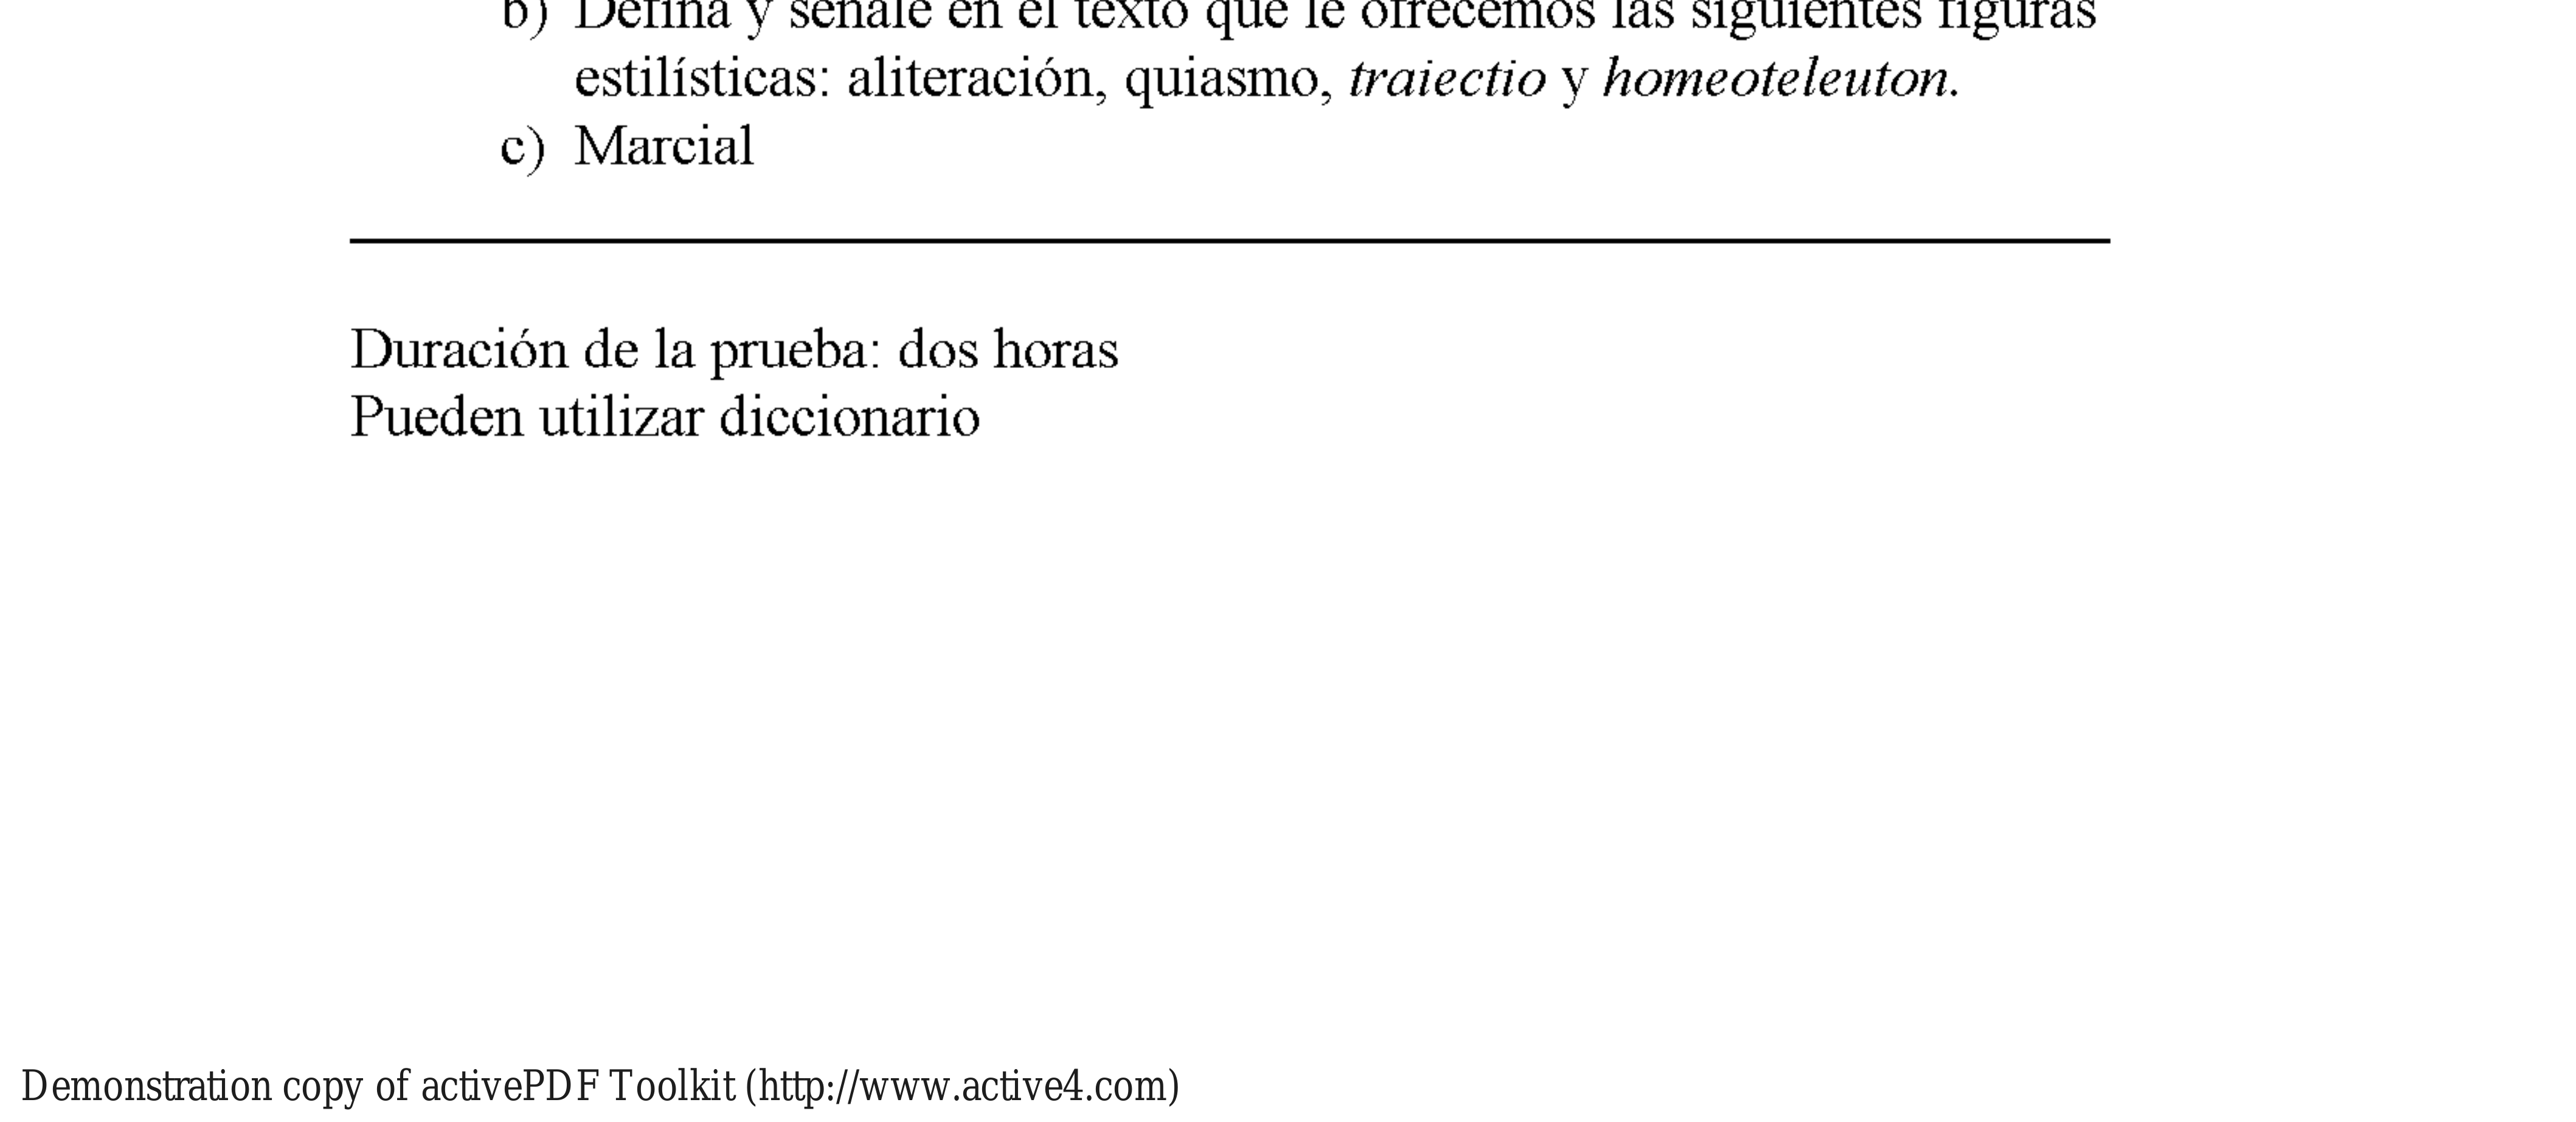 b) Defina y señale en el texto que le ofrecemos las siguientes figuras
estilísticas: aliteración, quiasmo, traiectio y homeoteleuton.
c) Marcial
Duración de la prueba: dos horas
Pueden utilizar diccionario
Demonstration copy of activePDF Toolkit (http://www.active4.com)